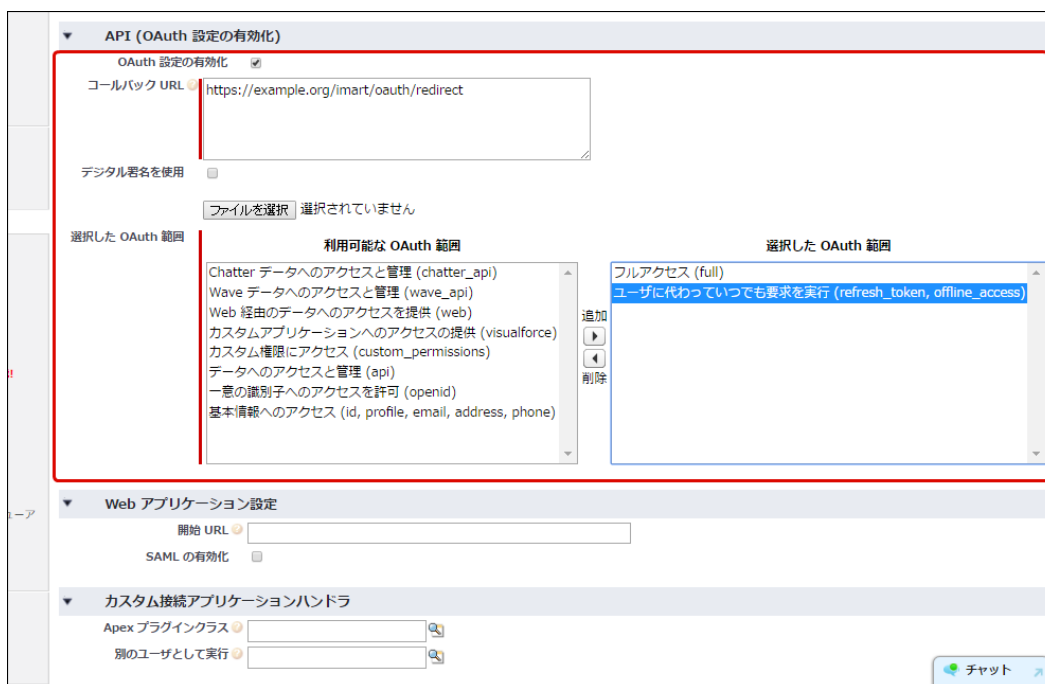 API (OAuth 設定の有効化)
OAuth 設定の有効化
コールバック URL
https://example.org/imart/oauth/redirect
デジタル署名を使用
ファイルを選択 選択されていません
選択した OAuth 範囲
利用可能な OAuth 範囲
選択した OAuth 範囲
Chatter データへのアクセスと管理 (chatter_api)
Wave データへのアクセスと管理 (wave_api)
Web 経由のデータへのアクセスを提供 (web)
カスタムアプリケーションへのアクセスの提供 (visualforce)
カスタム権限にアクセス (custom_permissions)
データへのアクセスと管理 (api)
一意の識別子へのアクセスを許可 (openid)
基本情報へのアクセス (id, profile, email, address, phone)
追加
削除
フルアクセス (full)
ユーザに代わっていつでも要求を実行 (refresh_token, offline_access)
ューア
Web アプリケーション設定
開始 URL
SAML の有効化
カスタム接続アプリケーションハンドラ
Apex プラグインクラス
別のユーザとして実行
チャット